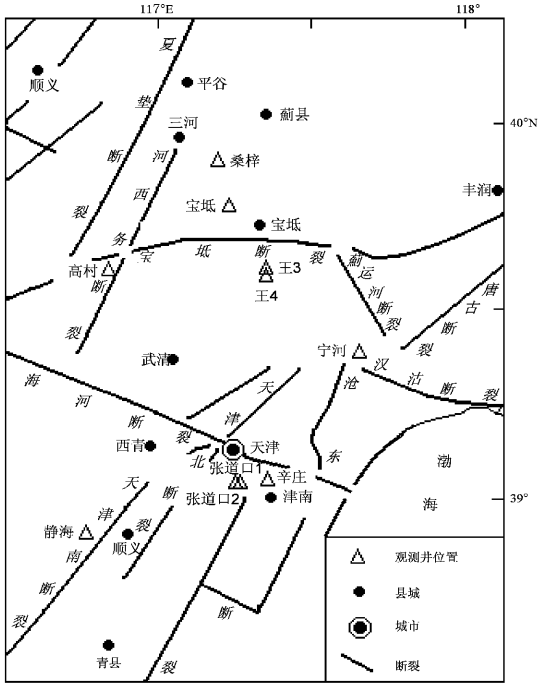 117°E
118°
夏垫断裂
顺义
平谷
蓟县
40°N
三河
河西务断裂
桑梓
丰润
宝坻
宝坻
宝坻断裂
蓟运河断裂
高村
王3
王4
唐古断裂
宁河
汉沽断裂
武清
海河断裂
天津北断裂
沧东断裂
天津
西青
张道口1
张道口2
辛庄
津南
渤海
39°
天津南断裂
静海
顺义
青县
观测井位置
县城
城市
断裂